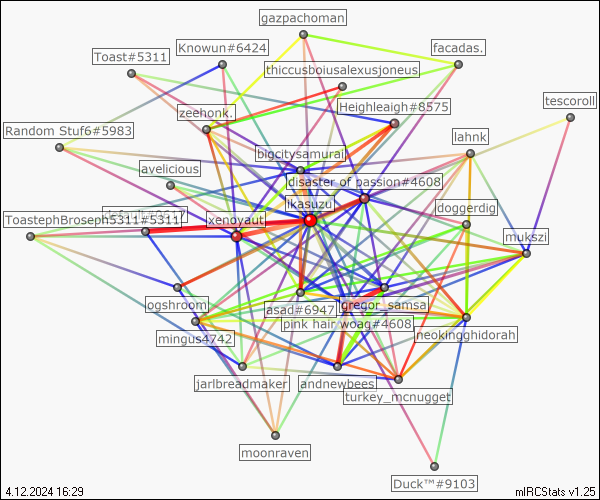 gazpachoman
Knowun#6424
facadas.
Toast#5311
thiccusboiusalexusjoneus
zeehonk.
Heighleaigh#8575
tescoroll
Random Stuf6#5983
lahnk
bigcitysamurai
avelicious
disaster of passion#4608
ikasuzu
doggerdig
ToastephBroseph5311#5311
xenoyaut
mukszi
ogshroom
asad#6947
gregor_samsa
pink hair woag#4608
neokingghidorah
mingus4742
jarlbreadmaker
andnewbees
turkey_mcnugget
moonraven
Duck™#9103
4.12.2024 16:29
mIRCStats v1.25